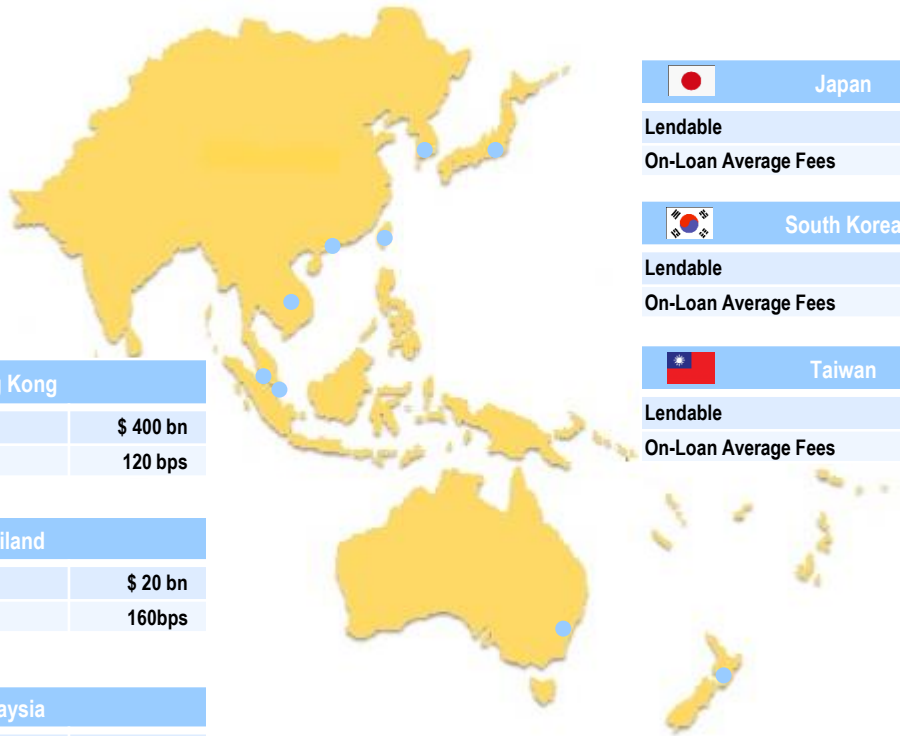 Japan
Lendable
On-Loan Average Fees
South Korea
Lendable
On-Loan Average Fees
Taiwan
Lendable
On-Loan Average Fees
Kong
$ 400 bn
120 bps
iland
$ 20 bn
160bps
aysia